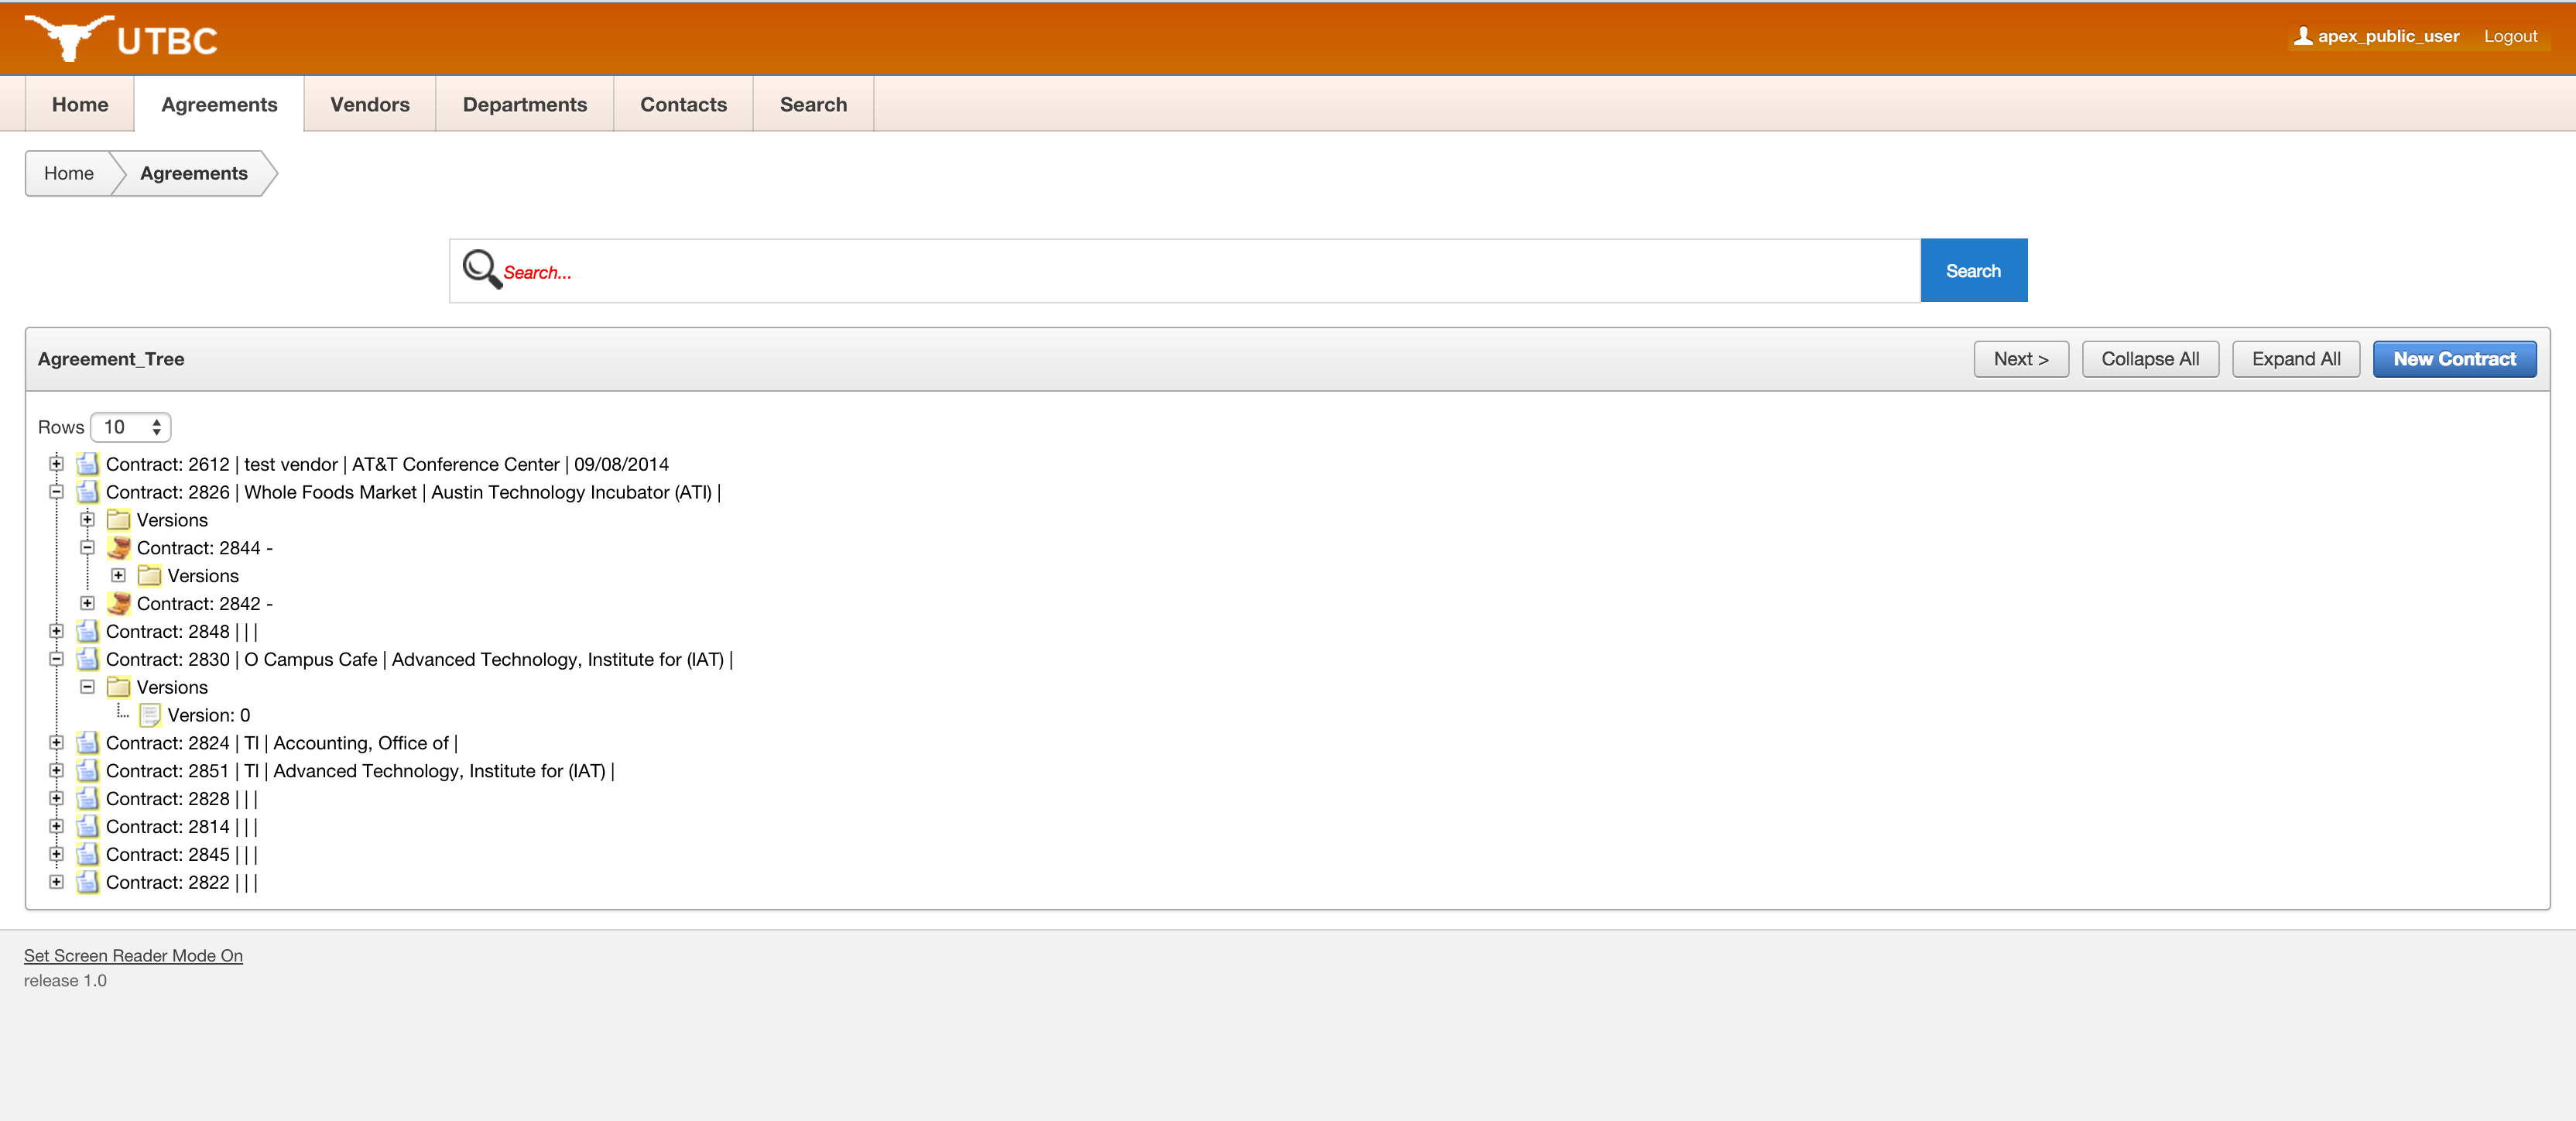 UTBC
apex_public_user Logout
Home Agreements Vendors Departments Contacts Search
Home Agreements
Search... Search
Agreement_Tree Next > Collapse All Expand All New Contract
Rows 10
Contract: 2612 | test vendor | AT&T Conference Center | 09/08/2014
Contract: 2826 | Whole Foods Market | Austin Technology Incubator (ATI) |
Versions
Contract: 2844 -
Versions
Contract: 2842 -
Contract: 2848 | | |
Contract: 2830 | O Campus Cafe | Advanced Technology, Institute for (IAT) |
Versions
Version: 0
Contract: 2824 | TI | Accounting, Office of |
Contract: 2851 | TI | Advanced Technology, Institute for (IAT) |
Contract: 2828 | | |
Contract: 2814 | | |
Contract: 2845 | | |
Contract: 2822 | | |
Set Screen Reader Mode On
release 1.0